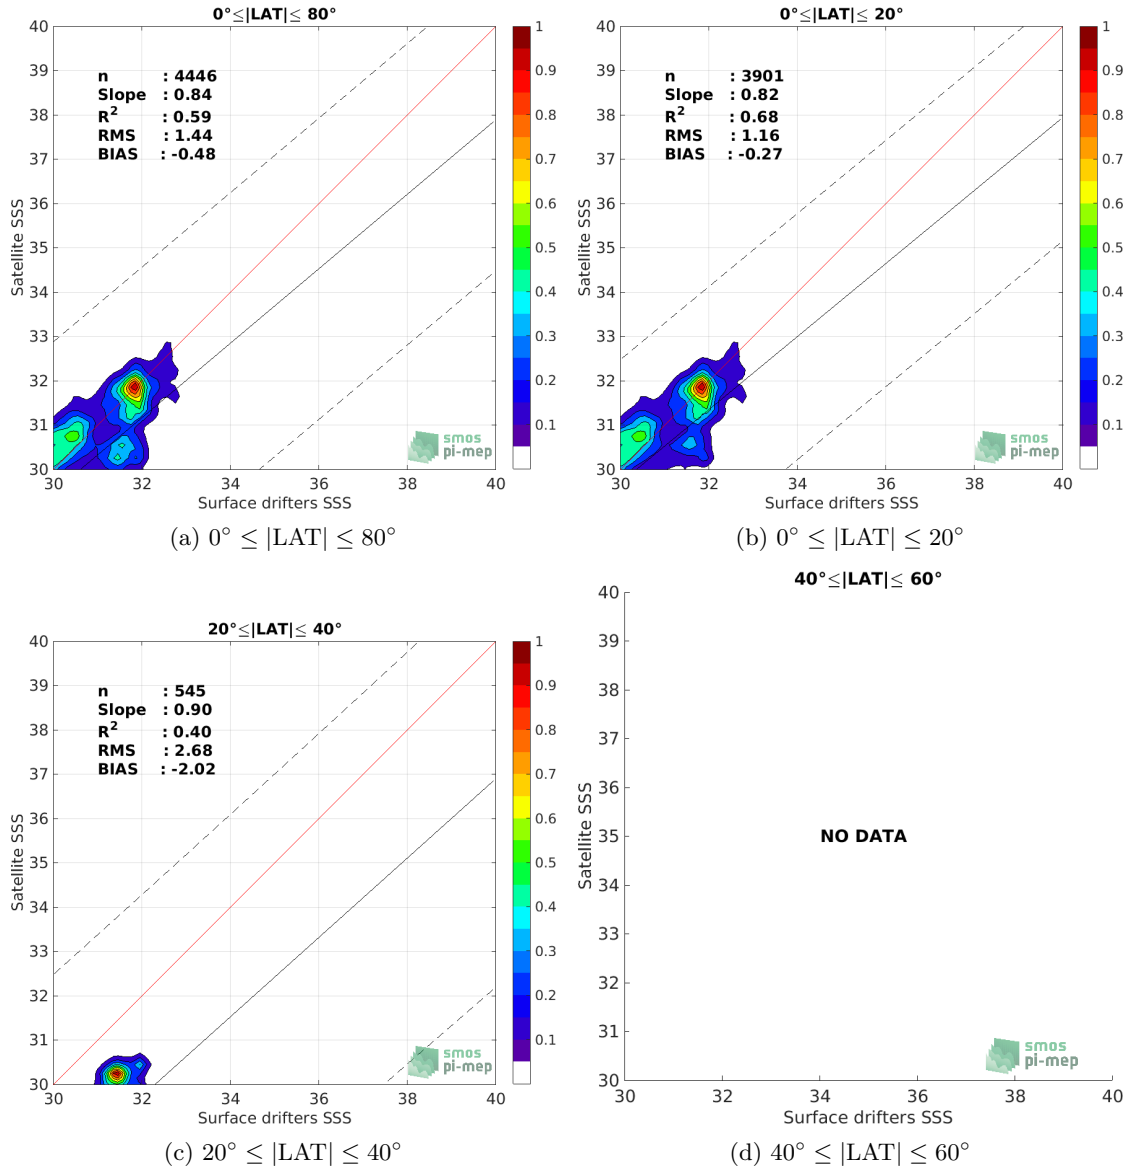 0°≤|LAT|≤ 80°
n : 4446
Slope : 0.84
R² : 0.59
RMS : 1.44
BIAS : -0.48
40
39
38
37
36
35
34
33
32
31
30
Satellite SSS
30 32 34 36 38 40
Surface drifters SSS
1
0.9
0.8
0.7
0.6
0.5
0.4
0.3
0.2
0.1
smos
pi-mep
(a) 0° ≤ |LAT| ≤ 80°
0°≤|LAT|≤ 20°
n : 3901
Slope : 0.82
R² : 0.68
RMS : 1.16
BIAS : -0.27
40
39
38
37
36
35
34
33
32
31
30
Satellite SSS
30 32 34 36 38 40
Surface drifters SSS
1
0.9
0.8
0.7
0.6
0.5
0.4
0.3
0.2
0.1
smos
pi-mep
(b) 0° ≤ |LAT| ≤ 20°
20°≤|LAT|≤ 40°
n : 545
Slope : 0.90
R² : 0.40
RMS : 2.68
BIAS : -2.02
40
39
38
37
36
35
34
33
32
31
30
Satellite SSS
30 32 34 36 38 40
Surface drifters SSS
1
0.9
0.8
0.7
0.6
0.5
0.4
0.3
0.2
0.1
smos
pi-mep
(c) 20° ≤ |LAT| ≤ 40°
40°≤|LAT|≤ 60°
40
39
38
37
36
35
34
33
32
31
30
Satellite SSS
NO DATA
30 32 34 36 38 40
Surface drifters SSS
smos
pi-mep
(d) 40° ≤ |LAT| ≤ 60°